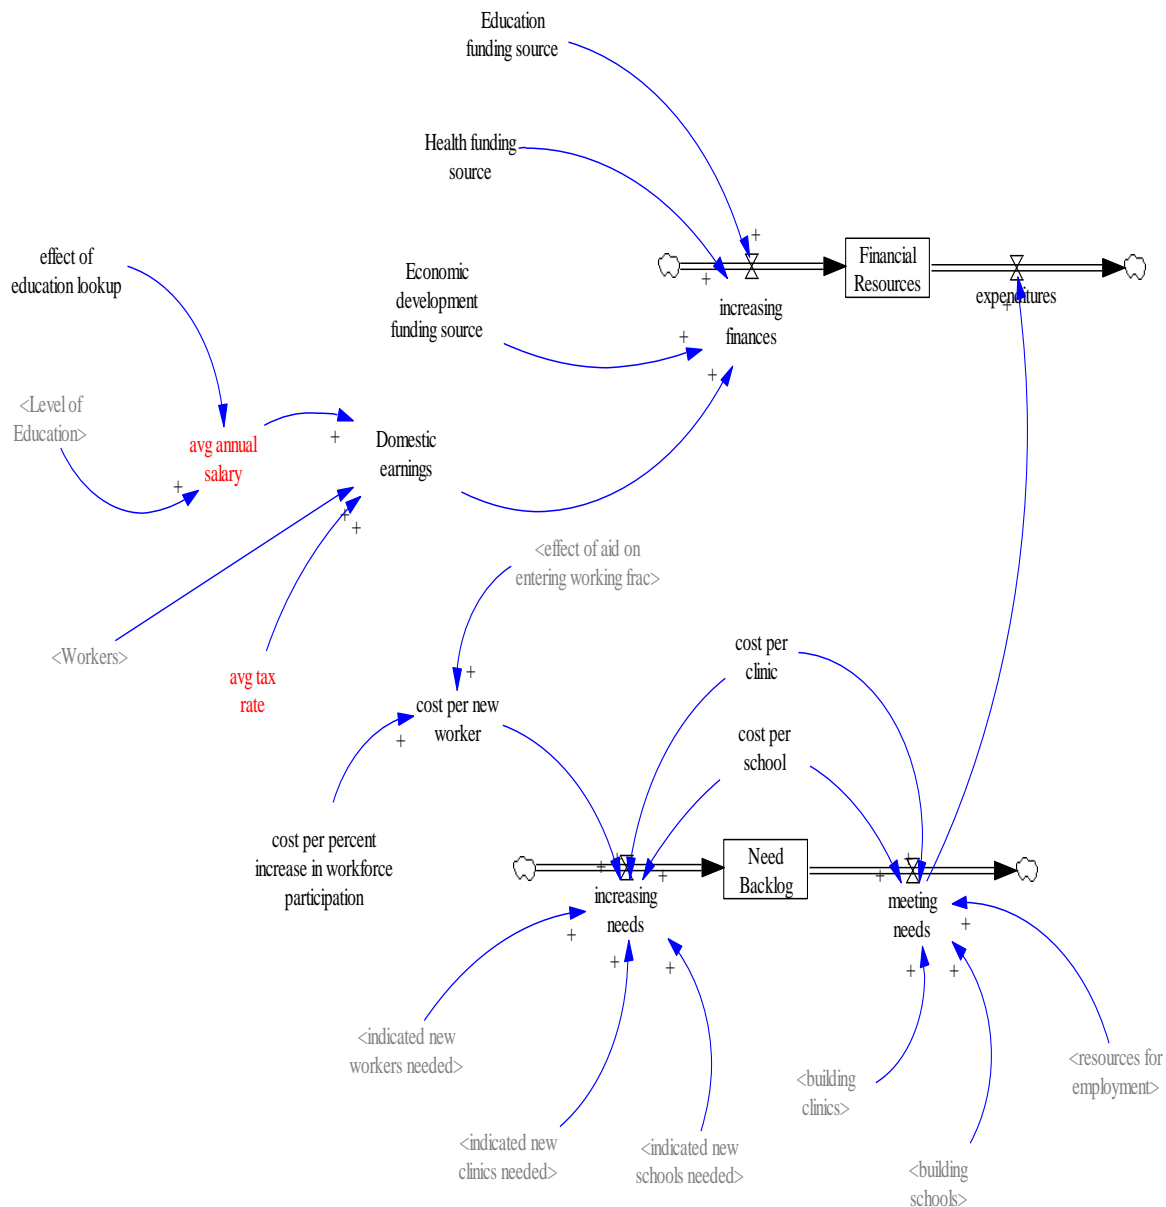 Education
funding source
Health funding
source
effect of
education lookup
Economic
development
funding source
+
+
Financial
Resources
expenditures
+
increasing
finances
+
+
<Level of
Education>
avg annual
salary
+
+
Domestic
earnings
+
+
<effect of aid on
entering working frac>
<Workers>
avg tax
rate
+
cost per new
worker
+
cost per
clinic
cost per
school
cost per percent
increase in workforce
participation
+
+
+
increasing
needs
Need
Backlog
+
+
meeting
needs
+
+
+
+
+
+
<indicated new
workers needed>
<indicated new
clinics needed>
<indicated new
schools needed>
<building
clinics>
<building
schools>
<resources for
employment>